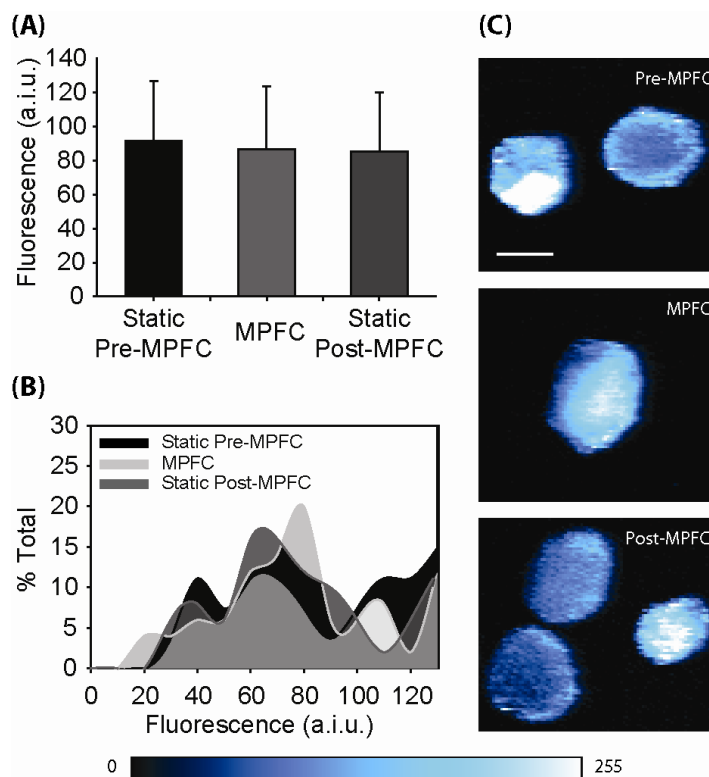 (A)
Fluorescence (a.i.u.)
140
120
100
80
60
40
20
0
Static
Pre-MPFC
MPFC
Static
Post-MPFC
(B)
% Total
30
25
20
15
10
5
0
Static Pre-MPFC
MPFC
Static Post-MPFC
0 20 40 60 80 100 120
Fluorescence (a.i.u.)
(C)
Pre-MPFC
MPFC
Post-MPFC
0 255